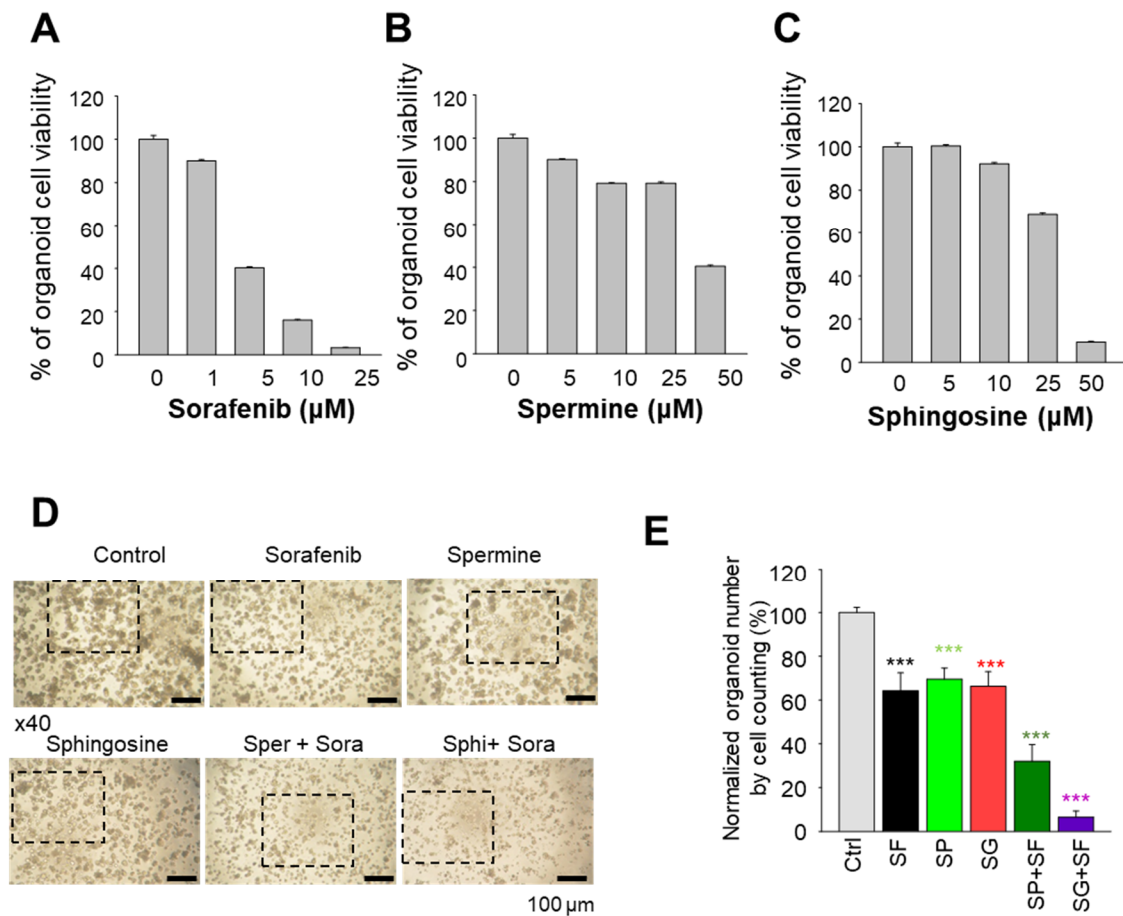 A
% of organoid cell viability
120
100
80
60
40
20
0
0 1 5 10 25
Sorafenib (µM)
B
% of organoid cell viability
120
100
80
60
40
20
0
0 5 10 25 50
Spermine (µM)
C
% of organoid cell viability
120
100
80
60
40
20
0
0 5 10 25 50
Sphingosine (µM)
D
Control Sorafenib Spermine
x40
Sphingosine Sper + Sora Sphi+ Sora
100 µm
E
Normalized organoid number
by cell counting (%)
120
100
80
60
40
20
0
*** *** *** *** ***
Ctrl SF SP SG SP+SF SG+SF